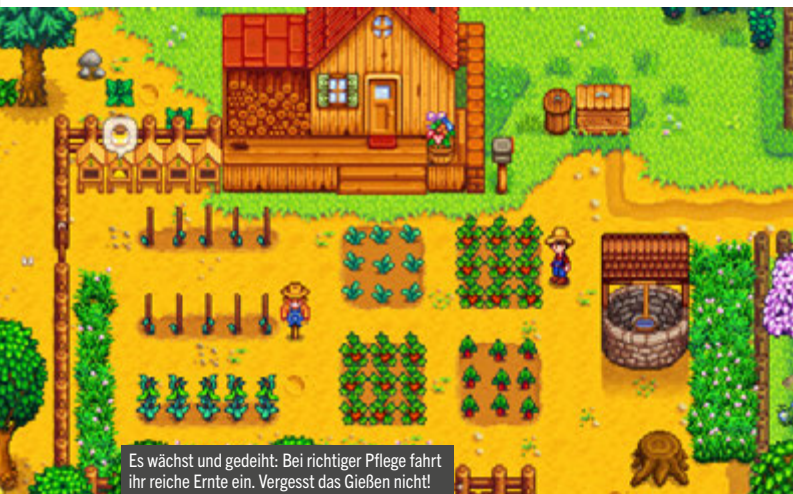 Es wächst und gedeiht: Bei richtiger Pflege fahrt
ihr reiche Ernte ein. Vergesst das Gießen nicht!